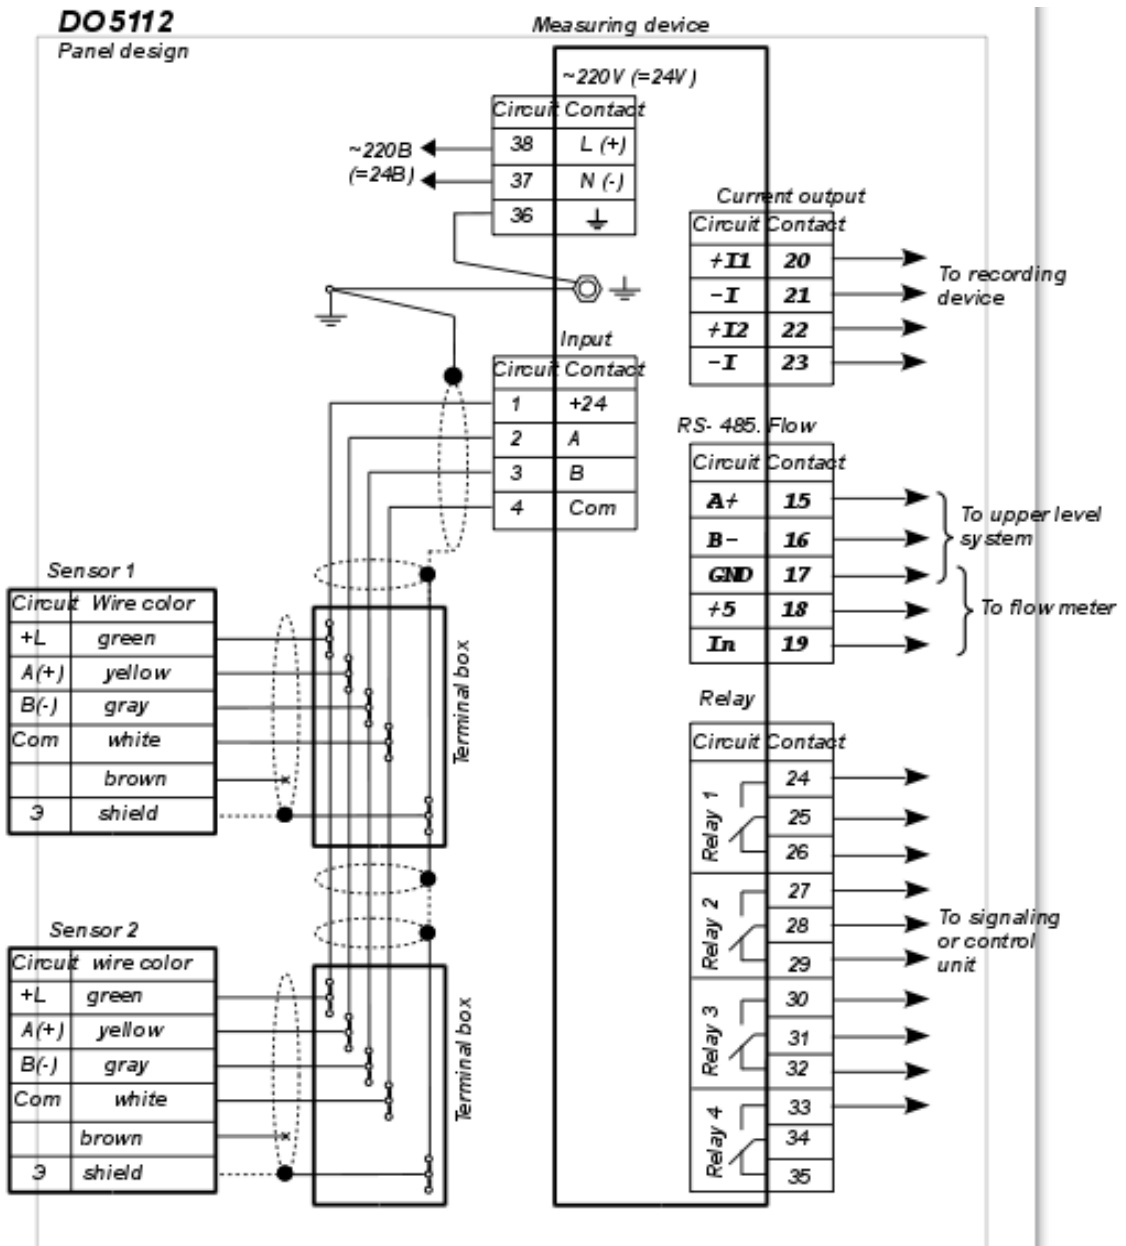 DO5112
Panel design
Measuring device
~220V (=24V)
Circuit Contact
38 L (+)
37 N (-)
36
~220В
(=24В)
Current output
Circuit Contact
+I1 20
-I 21
+I2 22
-I 23
To recording
device
Input
Circuit Contact
1 +24
2 A
3 B
4 Com
RS- 485. Flow
Circuit Contact
A+ 15
B- 16
GND 17
+5 18
In 19
To upper level
system
To flow meter
Sensor 1
Circuit Wire color
+L green
A(+) yellow
B(-) gray
Com white
brown
Э shield
Terminal box
Relay
Circuit Contact
Relay 1
24
25
26
Relay 2
27
28
29
Relay 3
30
31
32
Relay 4
33
34
35
To signaling
or control
unit
Sensor 2
Circuit wire color
+L green
A(+) yellow
B(-) gray
Com white
brown
Э shield
Terminal box